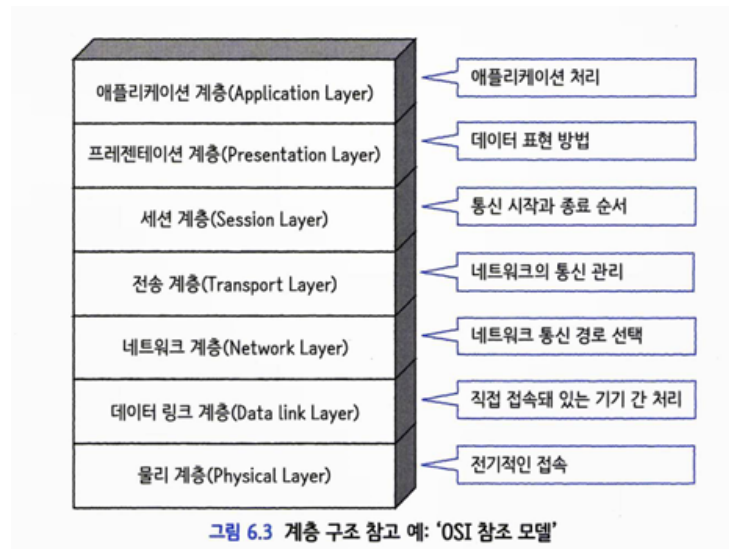 애플리케이션 계층(Application Layer)
애플리케이션 처리
프레젠테이션 계층(Presentation Layer)
데이터 표현 방법
세션 계층(Session Layer)
통신 시작과 종료 순서
전송 계층(Transport Layer)
네트워크의 통신 관리
네트워크 계층(Network Layer)
네트워크 통신 경로 선택
데이터 링크 계층(Data link Layer)
직접 접속돼 있는 기기 간 처리
물리 계층(Physical Layer)
전기적인 접속
그림 6.3 계층 구조 참고 예: ‘OSI 참조 모델’